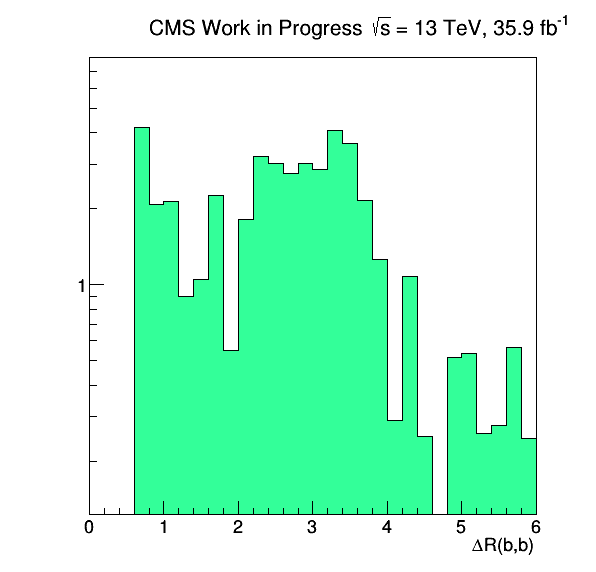 CMS Work in Progress √s = 13 TeV, 35.9 fb⁻¹
1
0 1 2 3 4 5 6
ΔR(b,b)